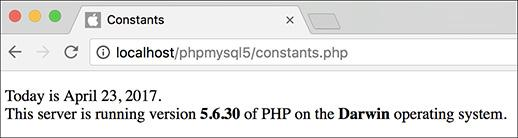 Constants
localhost/phpmysql5/constants.php
Today is April 23, 2017.
This server is running version 5.6.30 of PHP on the Darwin operating system.